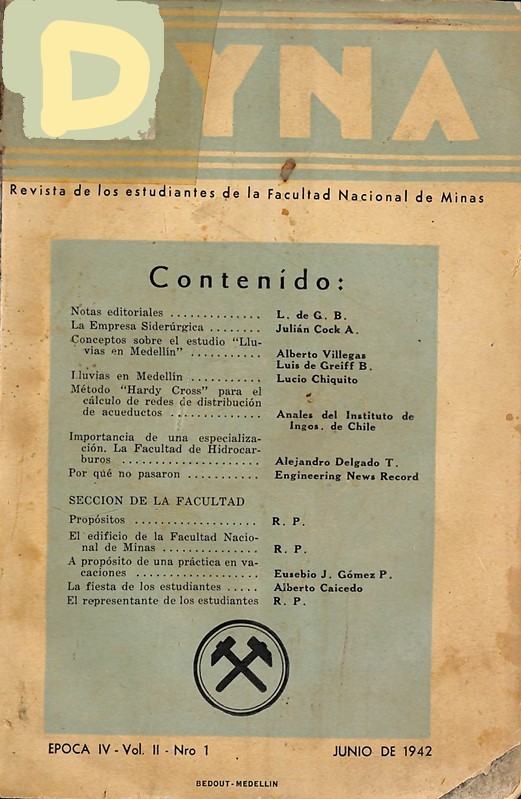 DYNA
Revista de los estudiantes de la Facultad Nacional de Minas
Contenido:
Notas editoriales .............. L. de G. B.
La Empresa Siderúrgica ........ Julián Cock A.
Conceptos sobre el estudio "Llu-
vias en Medellín" ........... Alberto Villegas
Luis de Greiff B.
Lluvias en Medellín ........... Lucio Chiquito
Método "Hardy Cross" para el
cálculo de redes de distribución
de acueductos .............. Anales del Instituto de
Ingos. de Chile
Importancia de una especializa-
ción. La Facultad de Hidrocar-
buros ..................... Alejandro Delgado T.
Por qué no pasaron ............ Engineering News Record
SECCION DE LA FACULTAD
Propósitos .................... R. P.
El edificio de la Facultad Nacio-
nal de Minas ............... R. P.
A propósito de una práctica en va-
caciones ................... Eusebio J. Gómez P.
La fiesta de los estudiantes ..... Alberto Caicedo
El representante de los estudiantes R. P.
EPOCA IV - Vol. II - Nro 1 JUNIO DE 1942
BEDOUT-MEDELLIN